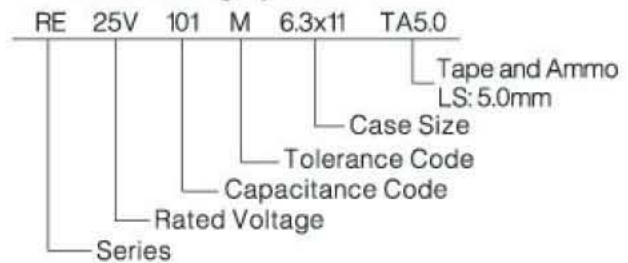 RE 25V 101 M 6.3x11 TA5.0
Tape and Ammo
LS: 5.0mm
Case Size
Tolerance Code
Capacitance Code
Rated Voltage
Series